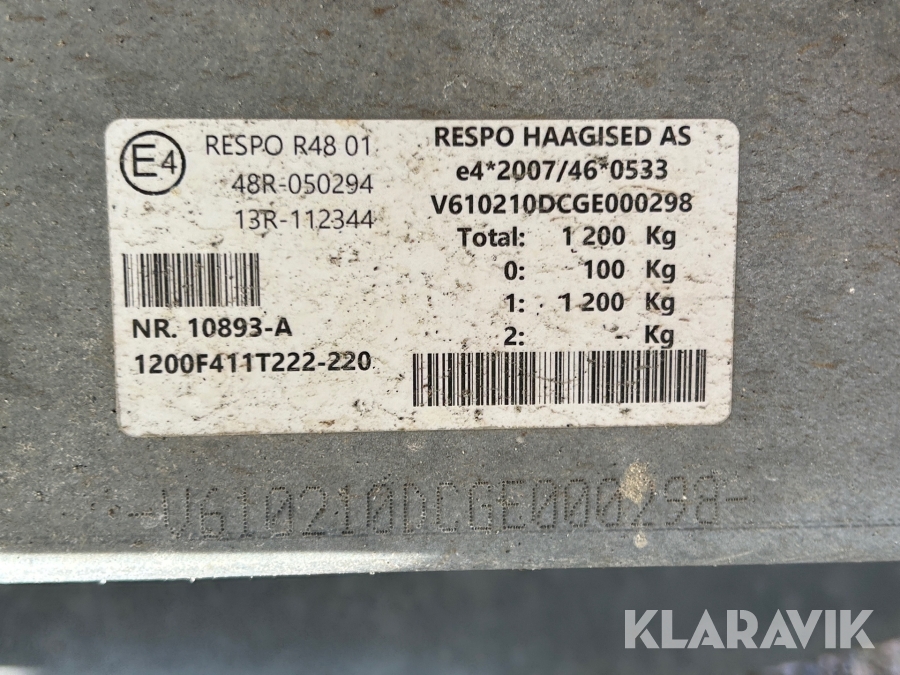 E4
RESPO R48 01
48R-050294
13R-112344
NR. 10893-A
1200F411T222-220
RESPO HAAGISED AS
e4*2007/46*0533
V610210DCGE000298
Total: 1 200 Kg
0: 100 Kg
1: 1 200 Kg
2: - Kg
-V610210DCGE000298-
KLARAVIK